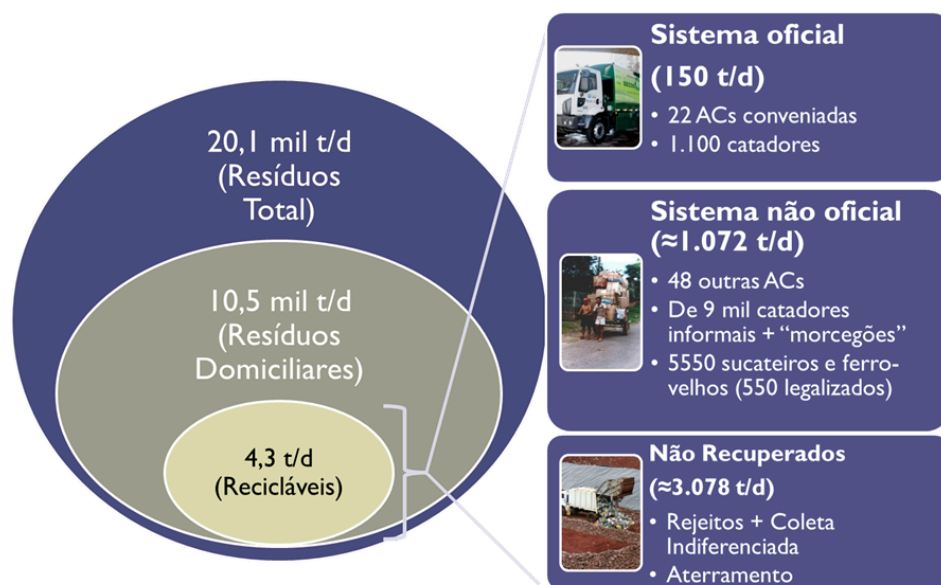 20,1 mil t/d
(Resíduos
Total)
10,5 mil t/d
(Resíduos
Domiciliares)
4,3 t/d
(Recicláveis)
Sistema oficial
(150 t/d)
• 22 ACs conveniadas
• 1.100 catadores
Sistema não oficial
(≈1.072 t/d)
• 48 outras ACs
• De 9 mil catadores
informais + “morcegões”
• 5550 sucateiros e ferro-
velhos (550 legalizados)
Não Recuperados
(≈3.078 t/d)
• Rejeitos + Coleta
Indiferenciada
• Aterramento